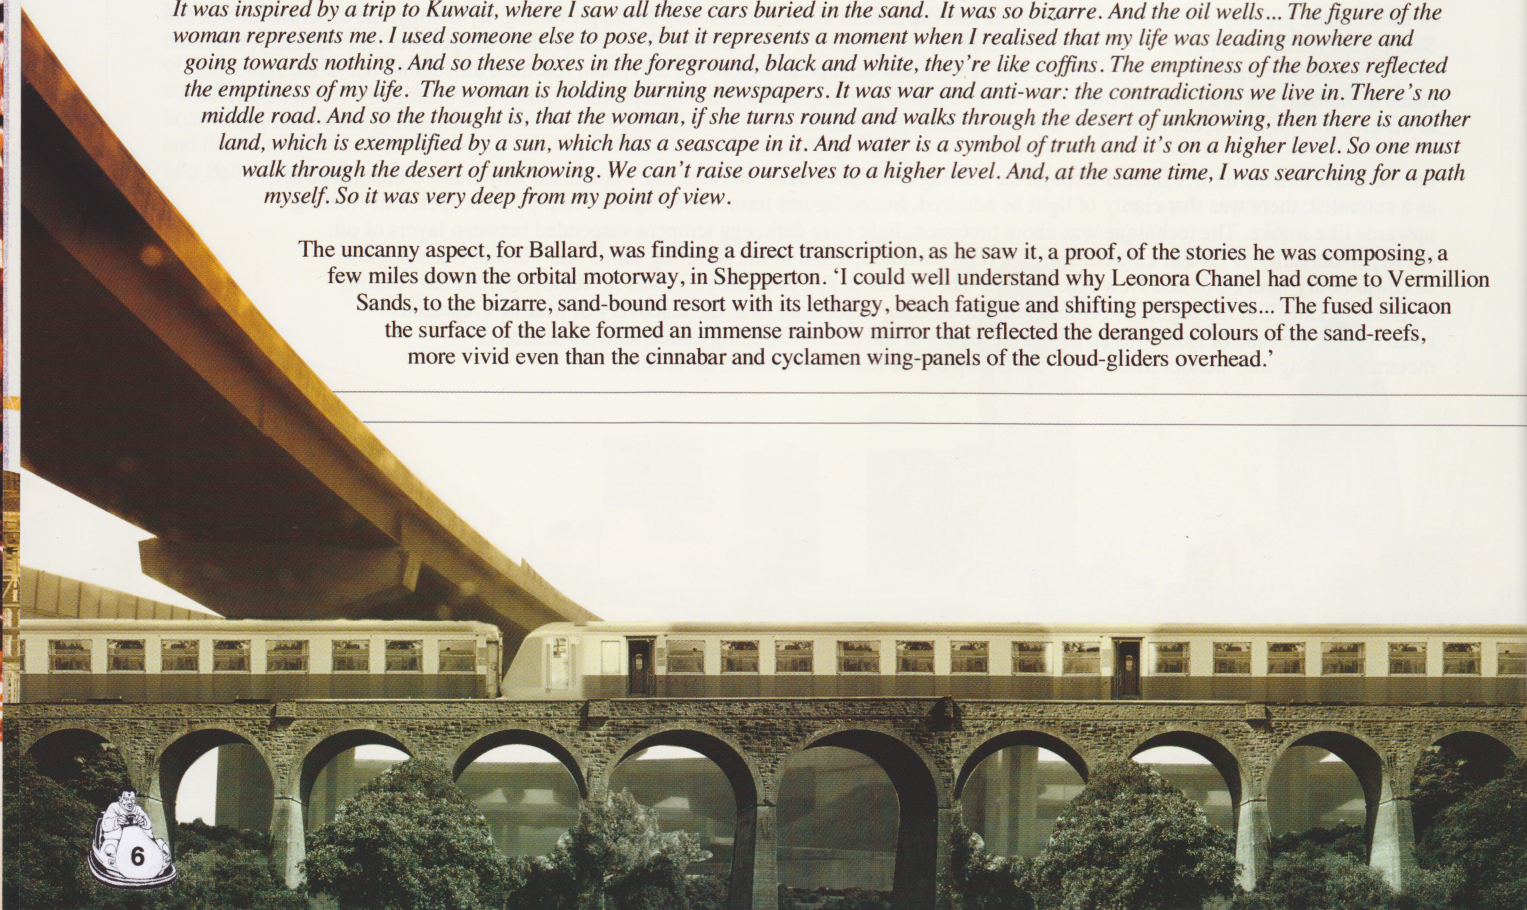 It was inspired by a trip to Kuwait, where I saw all these cars buried in the sand.  It was so bizarre. And the oil wells... The figure of the
woman represents me. I used someone else to pose, but it represents a moment when I realised that my life was leading nowhere and
going towards nothing. And so these boxes in the foreground, black and white, they're like coffins. The emptiness of the boxes reflected
the emptiness of my life.  The woman is holding burning newspapers. It was war and anti-war: the contradictions we live in. There's no
middle road. And so the thought is, that the woman, if she turns round and walks through the desert of unknowing, then there is another
land, which is exemplified by a sun, which has a seascape in it. And water is a symbol of truth and it's on a higher level. So one must
walk through the desert of unknowing. We can't raise ourselves to a higher level. And, at the same time, I was searching for a path
myself. So it was very deep from my point of view.
The uncanny aspect, for Ballard, was finding a direct transcription, as he saw it, a proof, of the stories he was composing, a
few miles down the orbital motorway, in Shepperton. ‘I could well understand why Leonora Chanel had come to Vermillion
Sands, to the bizarre, sand-bound resort with its lethargy, beach fatigue and shifting perspectives... The fused silicaon
the surface of the lake formed an immense rainbow mirror that reflected the deranged colours of the sand-reefs,
more vivid even than the cinnabar and cyclamen wing-panels of the cloud-gliders overhead.’
6